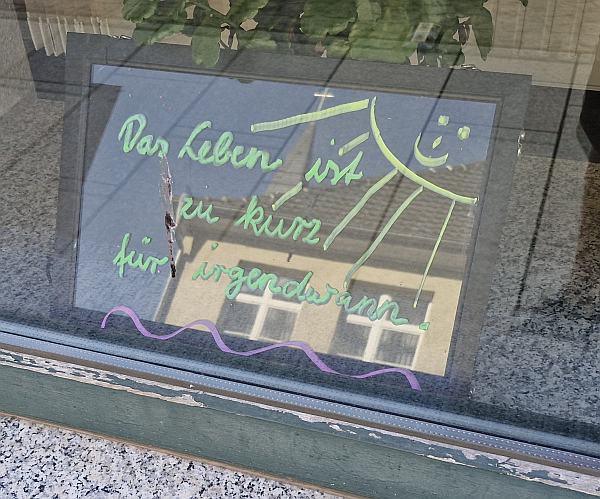 Das Leben ist
zu kurz
für irgendwann.